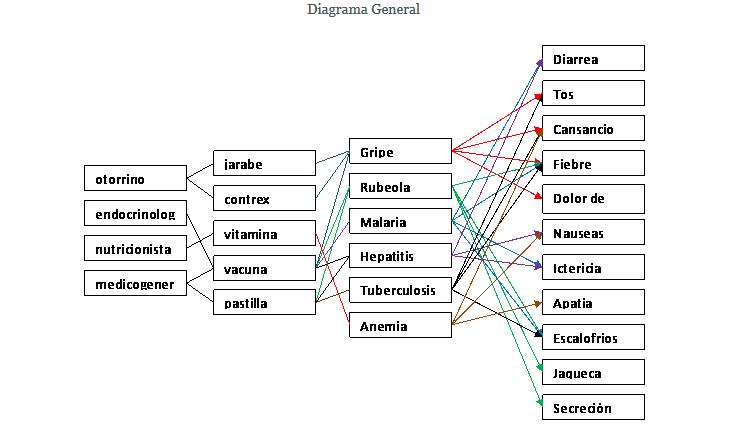 Diagrama General
otorrino
endocrinolog
nutricionista
medicogener
jarabe
contrex
vitamina
vacuna
pastilla
Gripe
Rubeola
Malaria
Hepatitis
Tuberculosis
Anemia
Diarrea
Tos
Cansancio
Fiebre
Dolor de
Nauseas
Ictericia
Apatia
Escalofrios
Jaqueca
Secreción